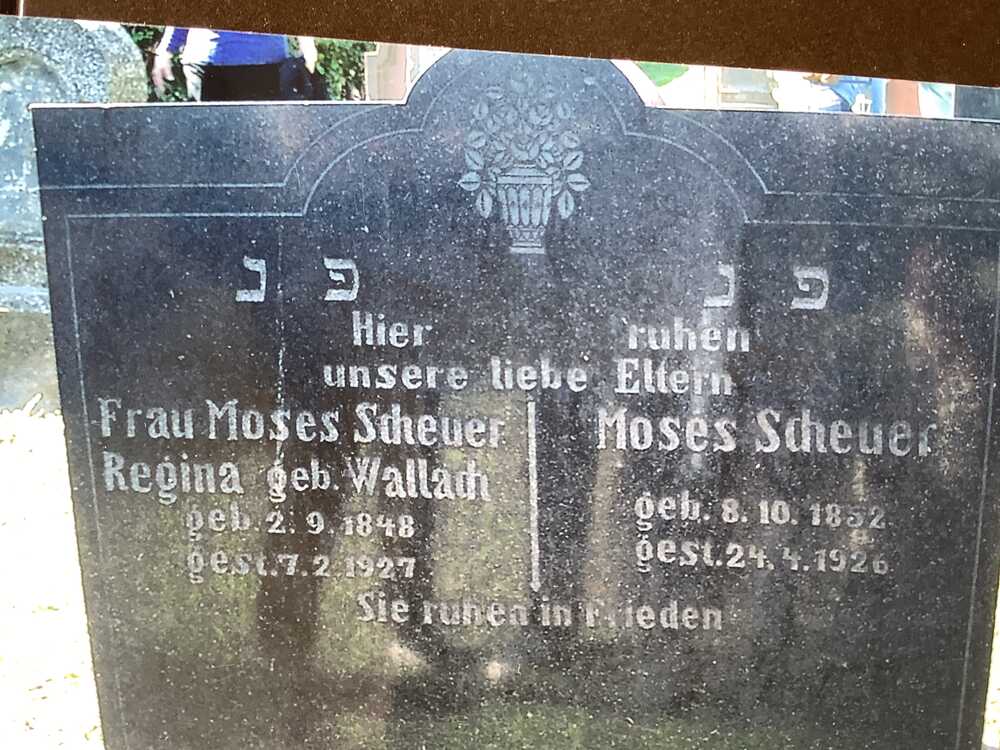 פ נ
פ נ
Hier ruhen
unsere liebe Eltern
Frau Moses Scheuer
Regina geb. Wallach
geb. 2. 9. 1848
gest. 7. 2. 1927
Moses Scheuer
geb. 8. 10. 1852
gest. 24. 4. 1926
Sie ruhen in Frieden